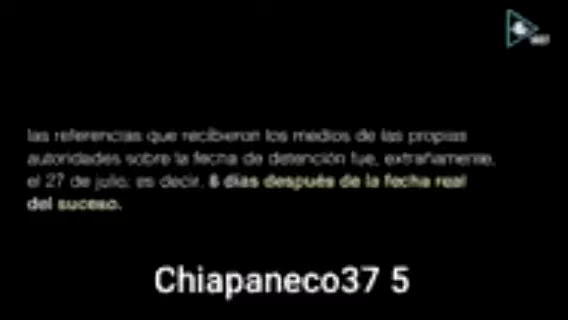 las referencias que recibieron los medios de las propias
autoridades sobre la fecha de detención fue, extrañamente,
el 27 de julio; es decir, 6 días después de la fecha real
del suceso.
Chiapaneco37 5